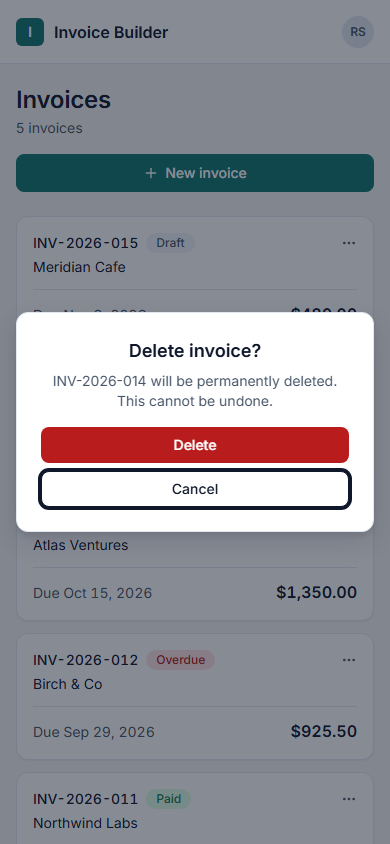 I Invoice Builder RS
Invoices
5 invoices
+ New invoice
INV-2026-015 Draft ...
Meridian Cafe
Delete invoice?
INV-2026-014 will be permanently deleted.
This cannot be undone.
Delete
Cancel
Atlas Ventures
Due Oct 15, 2026 $1,350.00
INV-2026-012 Overdue ...
Birch & Co
Due Sep 29, 2026 $925.50
INV-2026-011 Paid ...
Northwind Labs